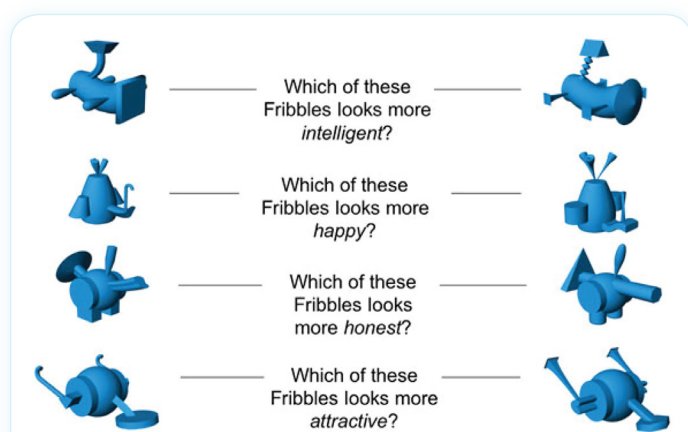 Which of these
Fribbles looks more
intelligent?
Which of these
Fribbles looks more
happy?
Which of these
Fribbles looks
more honest?
Which of these
Fribbles looks more
attractive?